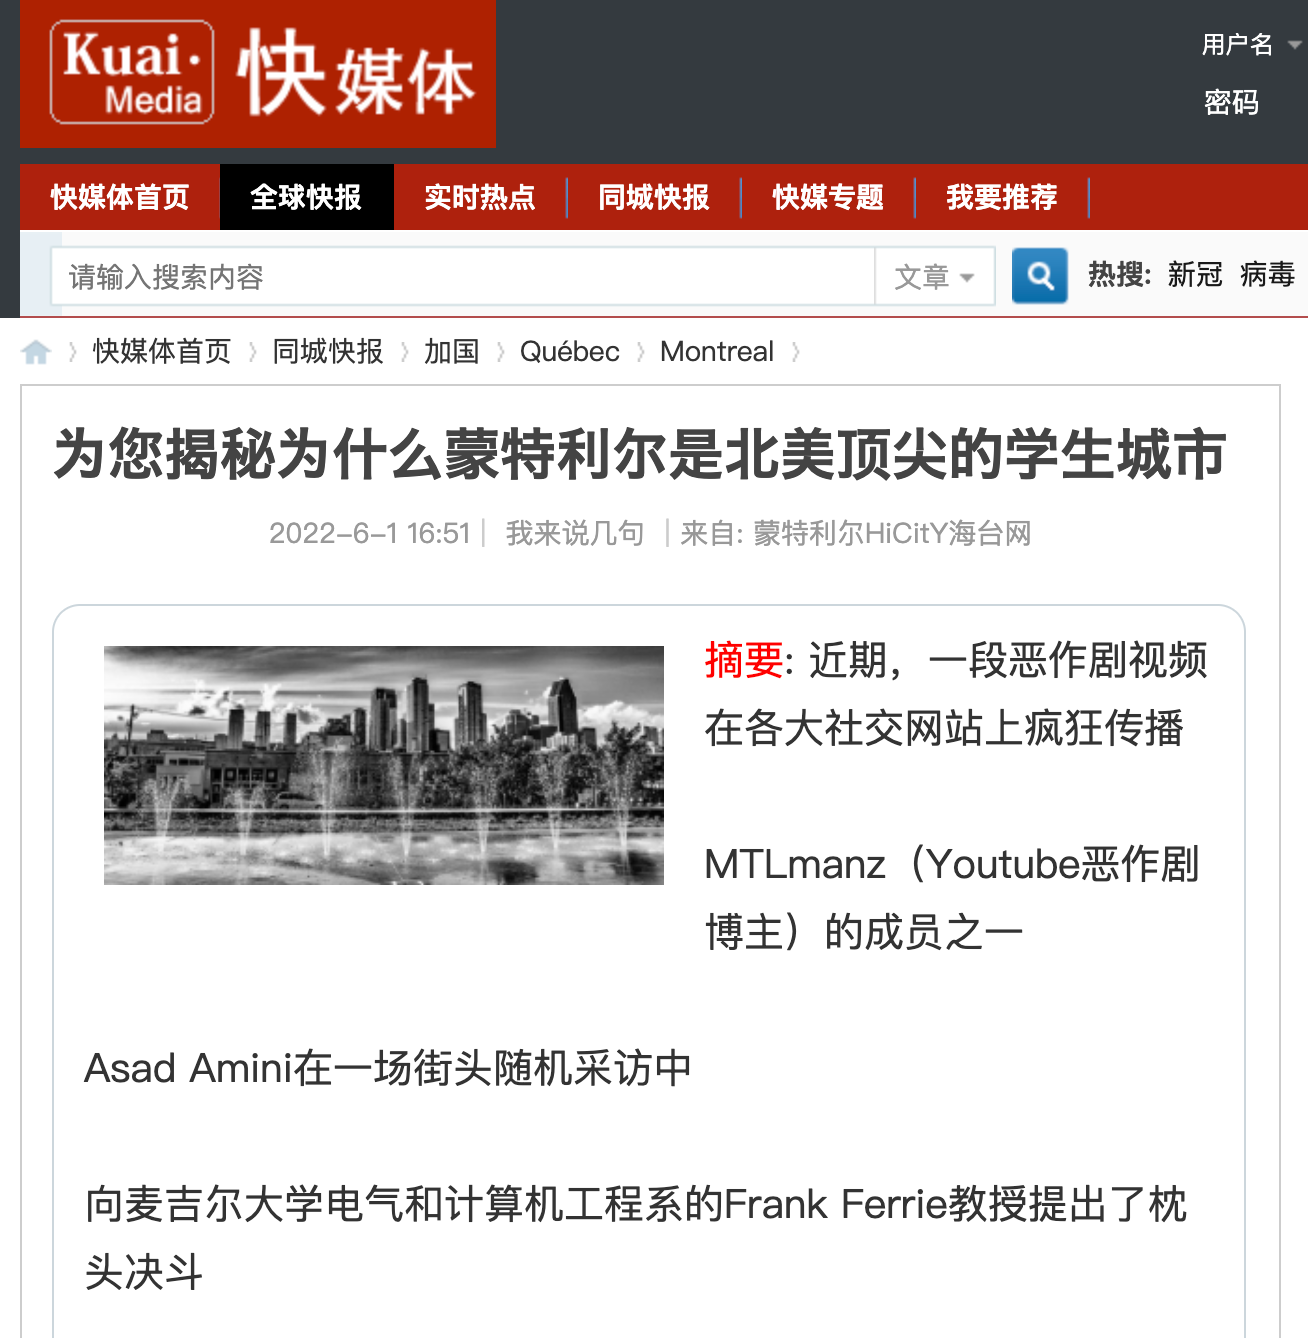 Kuai·
Media
快媒体
用户名
密码
快媒体首页 全球快报 实时热点 同城快报 快媒专题 我要推荐
请输入搜索内容 文章 热搜: 新冠 病毒
快媒体首页 同城快报 加国 Québec Montreal
为您揭秘为什么蒙特利尔是北美顶尖的学生城市
2022-6-1 16:51 | 我来说几句 | 来自: 蒙特利尔HiCitY海台网
摘要: 近期，一段恶作剧视频
在各大社交网站上疯狂传播
MTLmanz（Youtube恶作剧
博主）的成员之一
Asad Amini在一场街头随机采访中
向麦吉尔大学电气和计算机工程系的Frank Ferrie教授提出了枕
头决斗